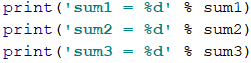 print('sum1 = %d' % sum1)
print('sum2 = %d' % sum2)
print('sum3 = %d' % sum3)